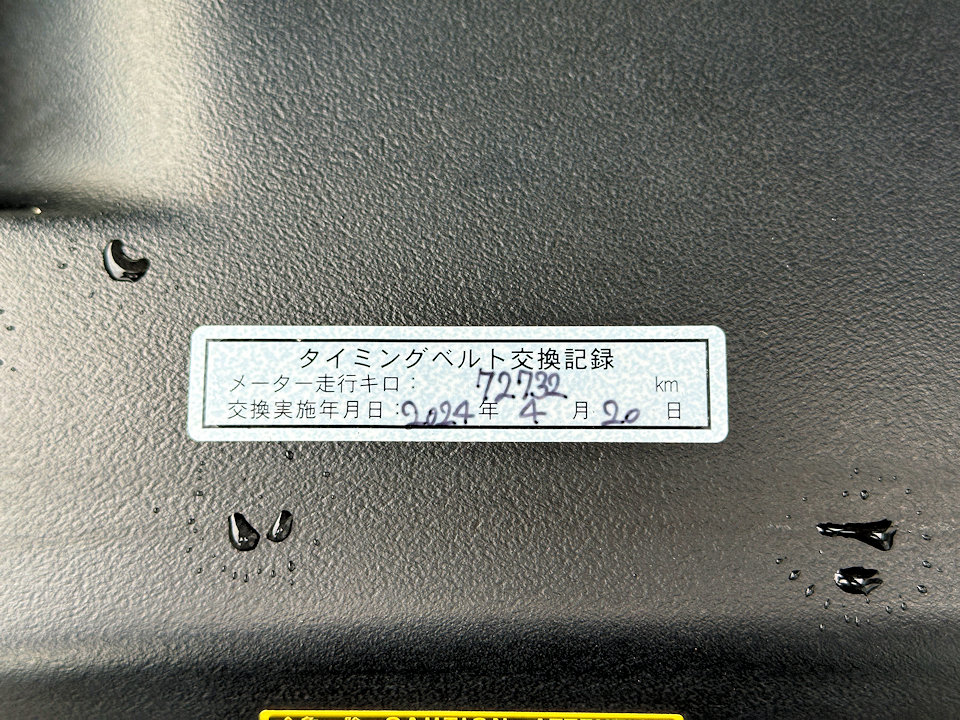 タイミングベルト交換記録
メーター走行キロ： 72732 km
交換実施年月日：2024年 4 月 20 日
CAUTION